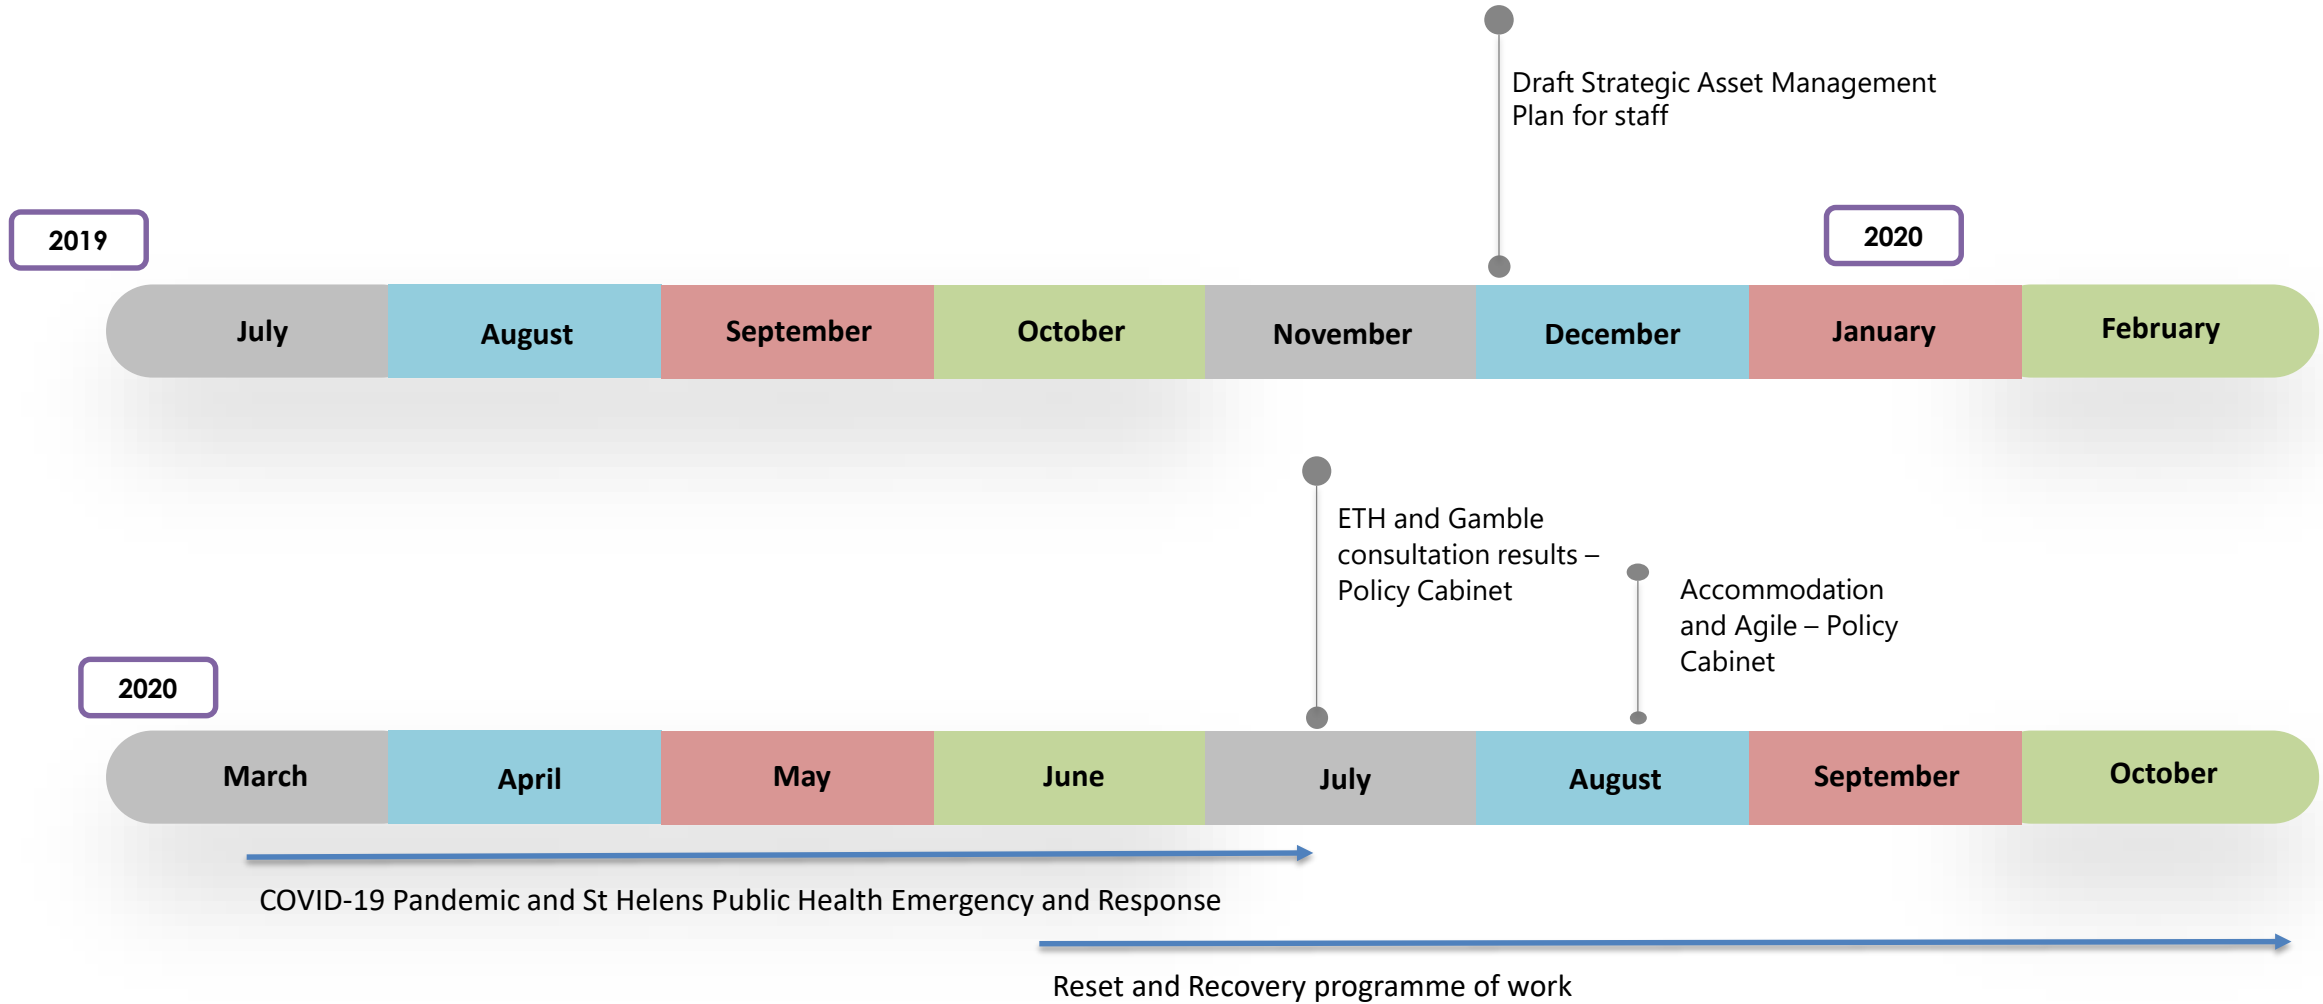 Draft Strategic Asset Management
Plan for staff
2019
2020
July
August
September
October
November
December
January
February
ETH and Gamble
consultation results –
Policy Cabinet
Accommodation
and Agile – Policy
Cabinet
2020
March
April
May
June
July
August
September
October
COVID-19 Pandemic and St Helens Public Health Emergency and Response
Reset and Recovery programme of work